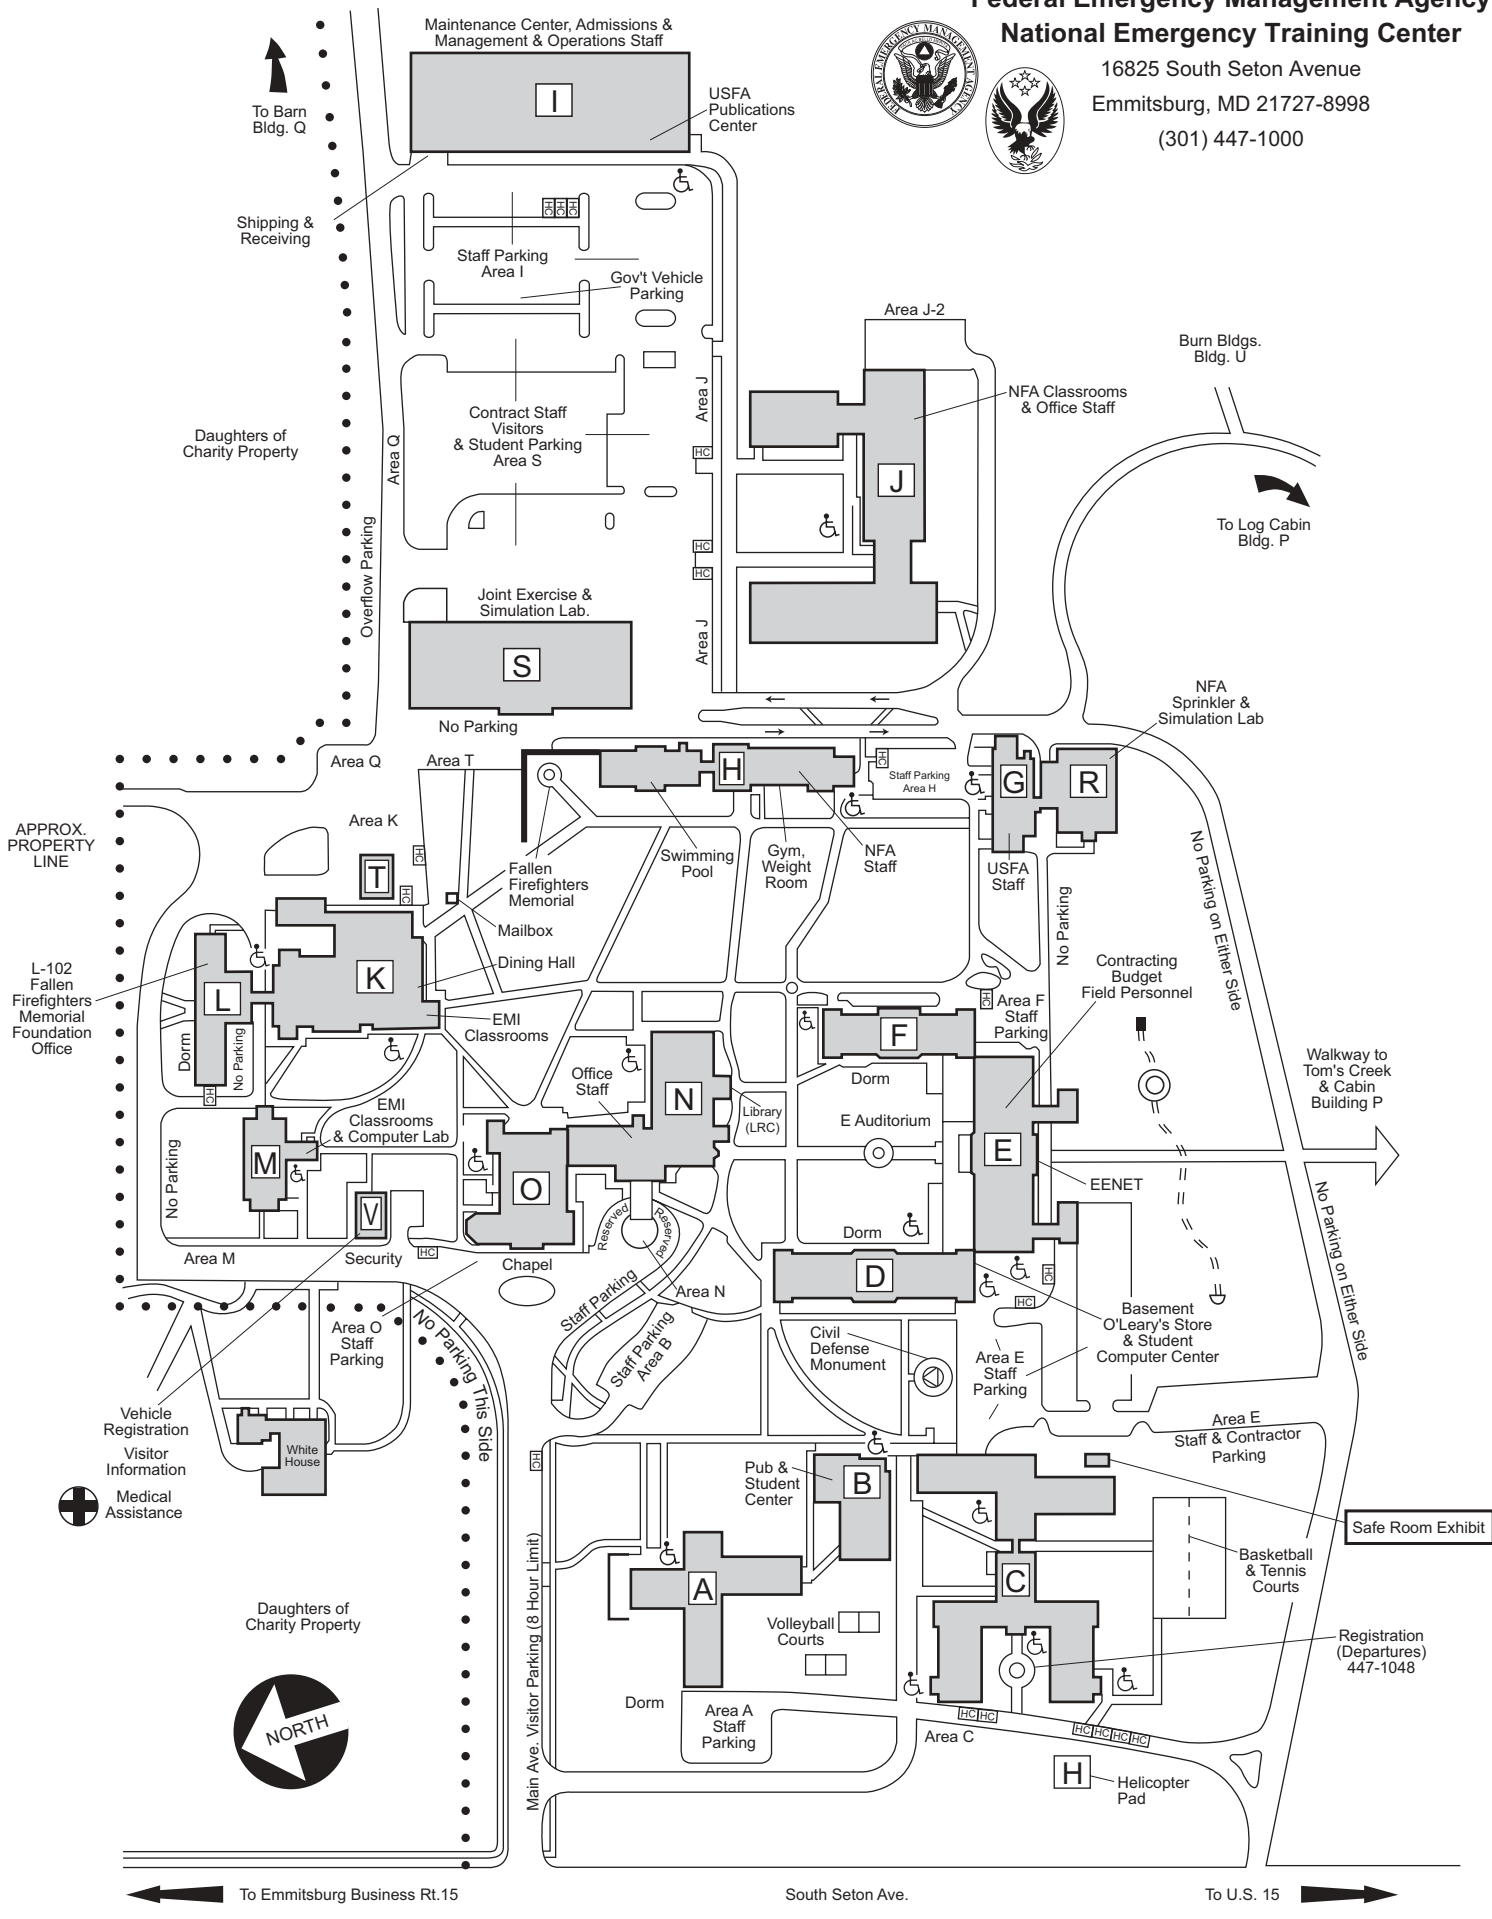 Federal Emergency Management Agency
National Emergency Training Center
16825 South Seton Avenue
Emmitsburg, MD 21727-8998
(301) 447-1000
Maintenance Center, Admissions &
Management & Operations Staff
I
USFA
Publications
Center
To Barn
Bldg. Q
Shipping &
Receiving
HC HC HC
Staff Parking
Area I
Gov't Vehicle
Parking
Area J-2
Burn Bldgs.
Bldg. U
NFA Classrooms
& Office Staff
Area J
Contract Staff
Visitors
& Student Parking
Area S
Daughters of
Charity Property
Area Q
HC
J
To Log Cabin
Bldg. P
Overflow Parking
HC
HC
Joint Exercise &
Simulation Lab.
S
Area J
No Parking
NFA
Sprinkler &
Simulation Lab
Area Q
Area T
H
HC
Staff Parking
Area H
G
R
APPROX.
PROPERTY
LINE
Area K
HC
T
HC
Fallen
Firefighters
Memorial
Swimming
Pool
Gym,
Weight
Room
NFA
Staff
USFA
Staff
No Parking
No Parking on Either Side
Mailbox
Dining Hall
K
L
L-102
Fallen
Firefighters
Memorial
Foundation
Office
EMI
Classrooms
Contracting
Budget
Field Personnel
HC
Area F
Staff
Parking
F
Dorm
No Parking
HC
Office
Staff
N
Library
(LRC)
Dorm
E Auditorium
E
EENET
Walkway to
Tom's Creek
& Cabin
Building P
EMI
Classrooms
& Computer Lab
No Parking
M
V
O
Reserved
Reserved
Dorm
No Parking on Either Side
Area M
Security
HC
Chapel
Area N
D
HC
HC
Staff Parking
Staff Parking
Area B
Civil
Defense
Monument
Area E
Staff
Parking
Basement
O'Leary's Store
& Student
Computer Center
Area O
Staff
Parking
No Parking This Side
Vehicle
Registration
Visitor
Information
Medical
Assistance
White
House
HC
Area E
Staff & Contractor
Parking
Pub &
Student
Center
B
Safe Room Exhibit
Basketball
& Tennis
Courts
A
C
Volleyball
Courts
Daughters of
Charity Property
Main Ave. Visitor Parking (8 Hour Limit)
Registration
(Departures)
447-1048
Dorm
Area A
Staff
Parking
HC HC
Area C
HC HC HC HC
NORTH
H
Helicopter
Pad
To Emmitsburg Business Rt.15
South Seton Ave.
To U.S. 15